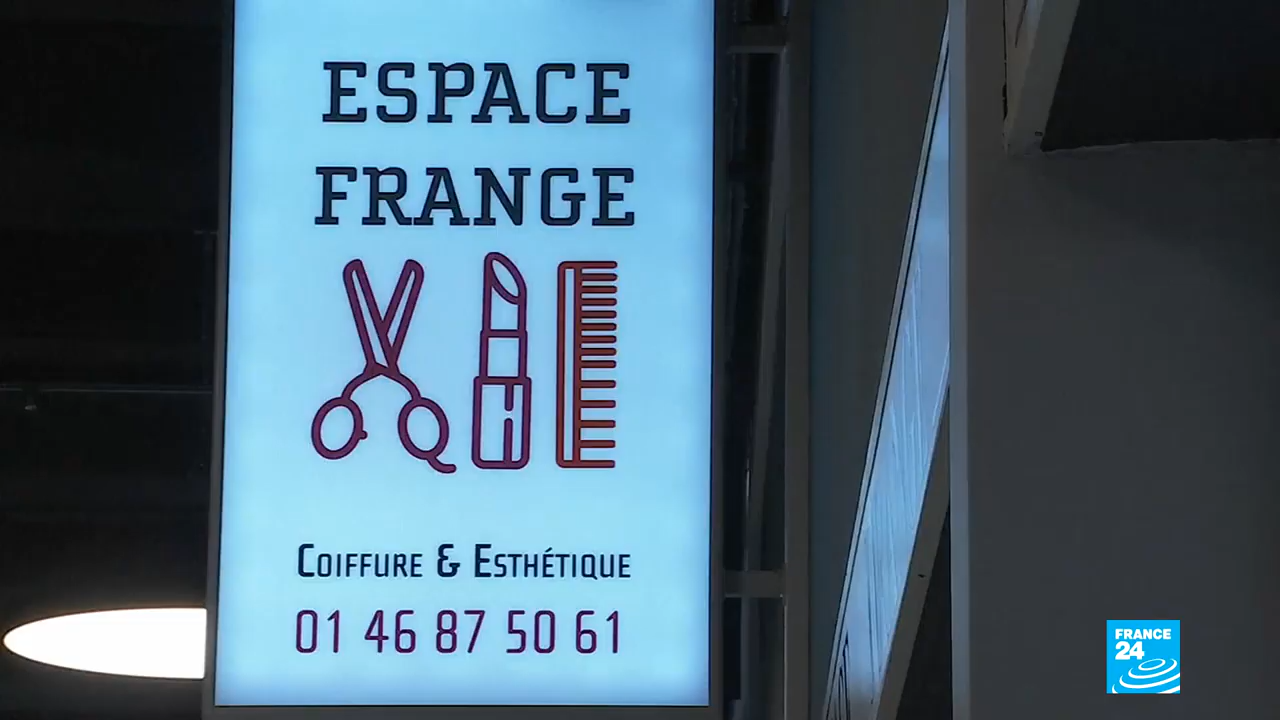 ESPACE
FRANGE
COIFFURE & ESTHÉTIQUE
01 46 87 50 61
FRANCE
24